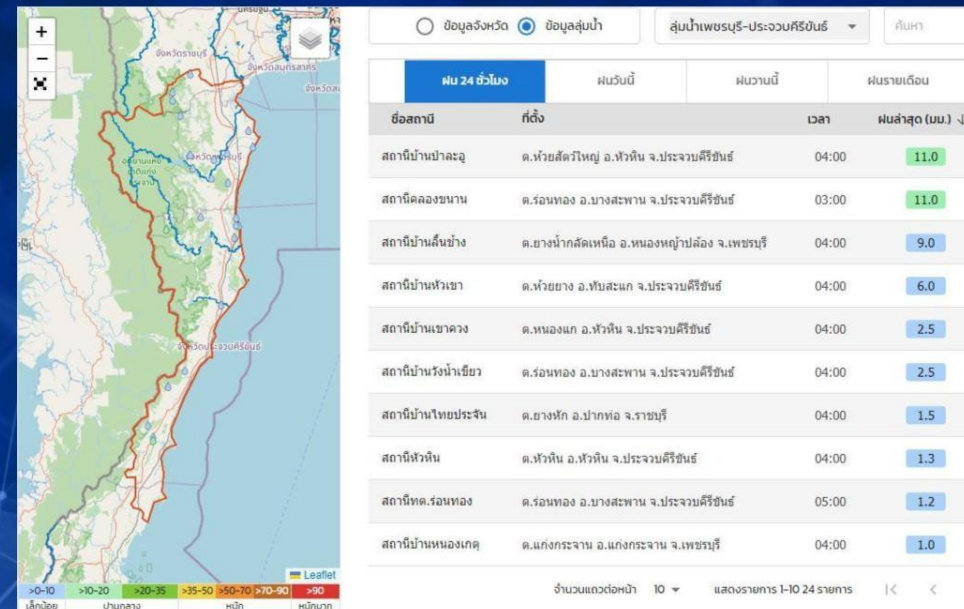 ข้อมูลจังหวัด
ข้อมูลลุ่มน้ำ
ลุ่มน้ำเพชรบุรี-ประจวบคีรีขันธ์
ค้นหา
ฝน 24 ชั่วโมง
ฝนวันนี้
ฝนวานนี้
ฝนรายเดือน
ชื่อสถานี ที่ตั้ง เวลา ฝนล่าสุด (มม.)
สถานีบ้านป่าละอู ต.ห้วยสัตว์ใหญ่ อ.หัวหิน จ.ประจวบคีรีขันธ์ 04:00 11.0
สถานีคลองขนาน ต.ร่อนทอง อ.บางสะพาน จ.ประจวบคีรีขันธ์ 03:00 11.0
สถานีบ้านลิ้นช้าง ต.ยางน้ำกลัดเหนือ อ.หนองหญ้าปล้อง จ.เพชรบุรี 04:00 9.0
สถานีบ้านหัวเขา ต.ห้วยยาง อ.ทับสะแก จ.ประจวบคีรีขันธ์ 04:00 6.0
สถานีบ้านเขาควง ต.หนองแก อ.หัวหิน จ.ประจวบคีรีขันธ์ 04:00 2.5
สถานีบ้านวังน้ำเขียว ต.ร่อนทอง อ.บางสะพาน จ.ประจวบคีรีขันธ์ 04:00 2.5
สถานีบ้านไทยประจัน ต.ยางหัก อ.ปากท่อ จ.ราชบุรี 04:00 1.5
สถานีหัวหิน ต.หัวหิน อ.หัวหิน จ.ประจวบคีรีขันธ์ 04:00 1.3
สถานีทต.ร่อนทอง ต.ร่อนทอง อ.บางสะพาน จ.ประจวบคีรีขันธ์ 05:00 1.2
สถานีบ้านหนองเกตุ ต.แก่งกระจาน อ.แก่งกระจาน จ.เพชรบุรี 04:00 1.0
จำนวนแถวต่อหน้า 10 แสดงรายการ 1-10 24 รายการ
+
−
จังหวัดราชบุรี
จังหวัดสมุทรสาคร
จังหวัดประจวบคีรีขันธ์
Leaflet
>0-10 >10-20 >20-35 >35-50 >50-70 >70-90 >90
เล็กน้อย ปานกลาง หนัก หนักมาก